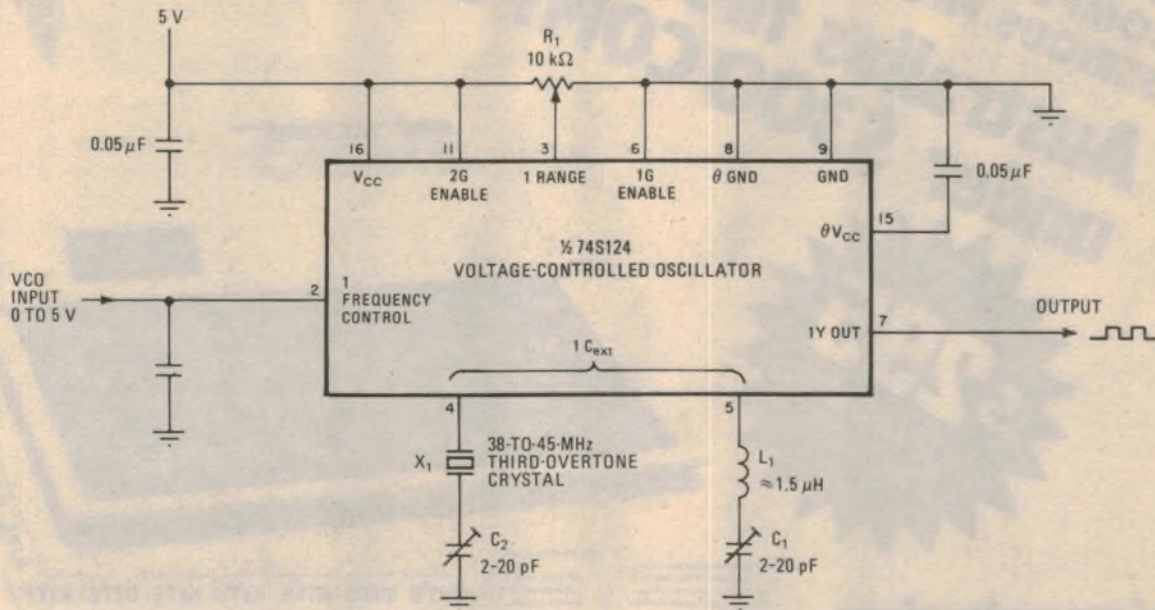 5 V
R₁
10 kΩ
0.05 µF
16
11
3
6
8
9
V_CC
2G
ENABLE
1 RANGE
1G
ENABLE
θ GND
GND
0.05 µF
15
θV_CC
½ 74S124
VOLTAGE-CONTROLLED OSCILLATOR
VCO
INPUT
0 TO 5 V
2
1
FREQUENCY
CONTROL
OUTPUT
7
1Y OUT
1 C_ext
4
5
X₁
38-TO-45-MHz
THIRD-OVERTONE
CRYSTAL
L₁
≈1.5 µH
C₂
2-20 pF
C₁
2-20 pF